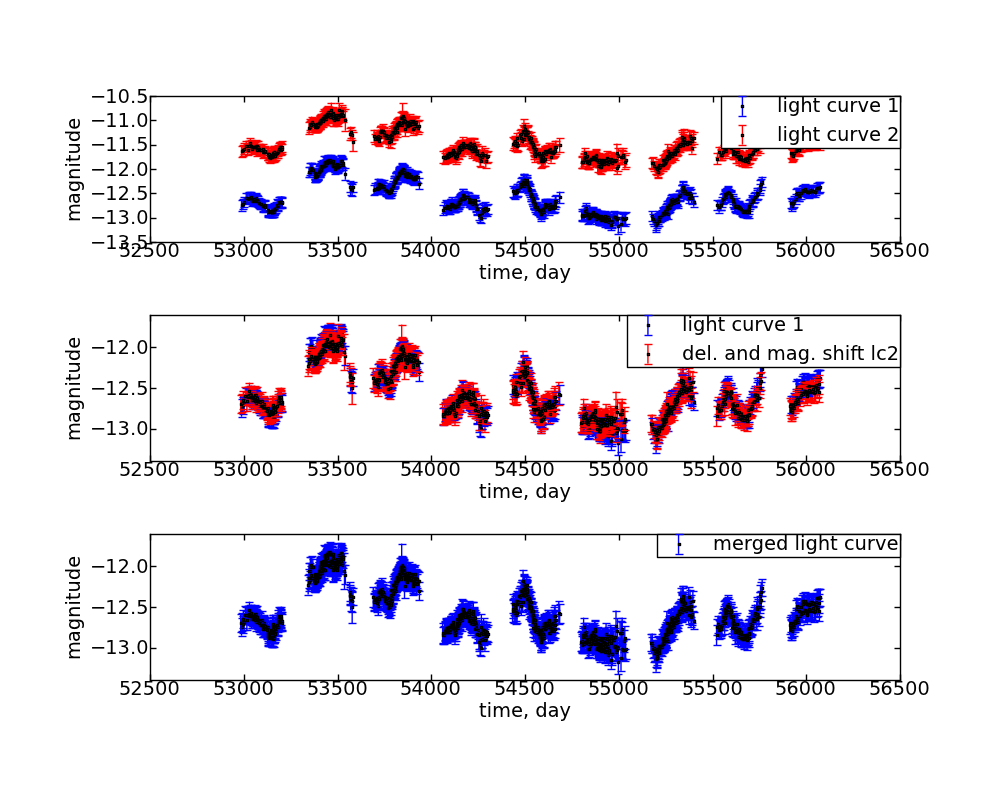 −10.5
−11.0
−11.5
−12.0
−12.5
−13.0
−13.5
magnitude
light curve 1
light curve 2
52500 53000 53500 54000 54500 55000 55500 56000 56500
time, day
−12.0
−12.5
−13.0
magnitude
light curve 1
del. and mag. shift lc2
52500 53000 53500 54000 54500 55000 55500 56000 56500
time, day
−12.0
−12.5
−13.0
magnitude
merged light curve
52500 53000 53500 54000 54500 55000 55500 56000 56500
time, day